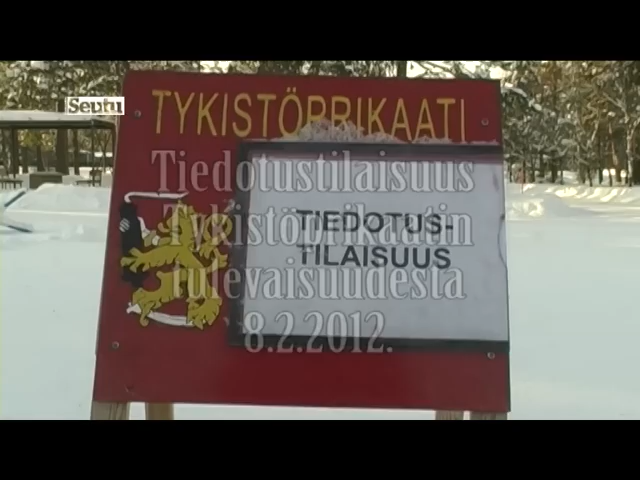 Seutu
TYKISTÖPRIKAATI
Tiedotustilaisuus
Tykistöprikaatin
tulevaisuudesta
8.2.2012.
TIEDOTUS-
TILAISUUS